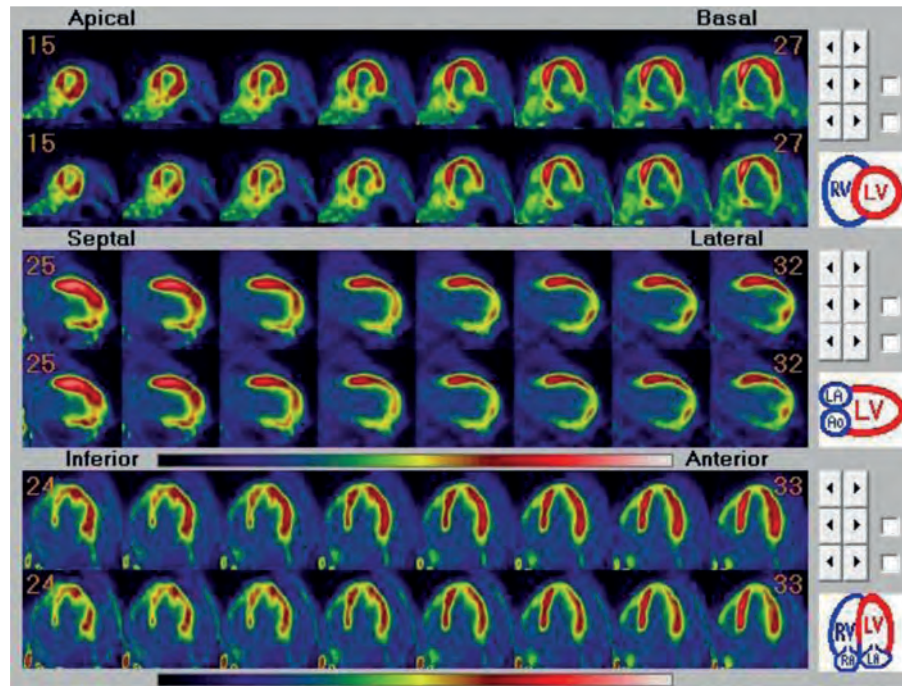 Apical Basal
15 27
15 27
RV LV
Septal Lateral
25 32
25 32
LA LV
Ao
Inferior Anterior
24 33
24 33
RV LV
RA LA